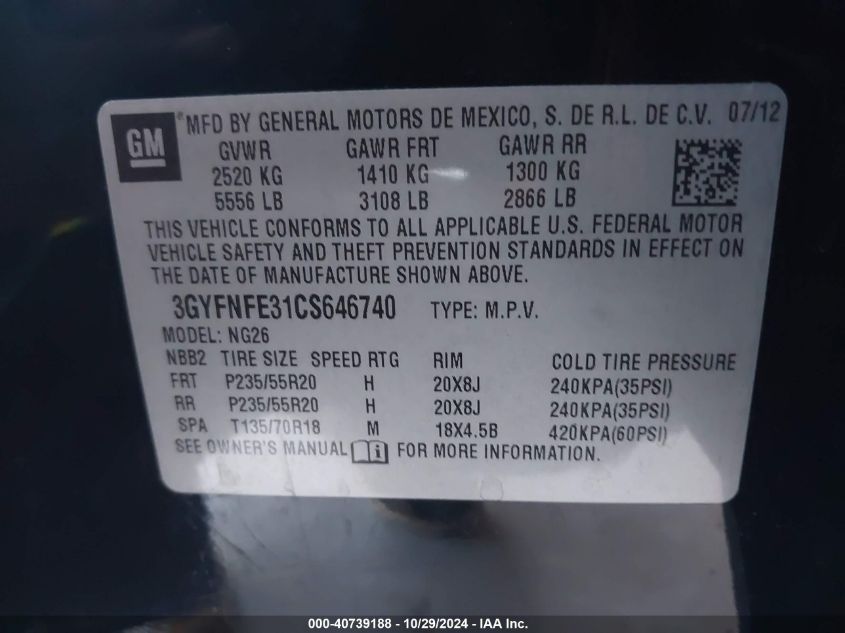 GM ® MFD BY GENERAL MOTORS DE MEXICO, S. DE R.L. DE C.V. 07/12
GVWR GAWR FRT GAWR RR
2520 KG 1410 KG 1300 KG
5556 LB 3108 LB 2866 LB
THIS VEHICLE CONFORMS TO ALL APPLICABLE U.S. FEDERAL MOTOR
VEHICLE SAFETY AND THEFT PREVENTION STANDARDS IN EFFECT ON
THE DATE OF MANUFACTURE SHOWN ABOVE.
3GYFNFE31CS646740 TYPE: M.P.V.
MODEL: NG26
NBB2 TIRE SIZE SPEED RTG RIM COLD TIRE PRESSURE
FRT P235/55R20 H 20X8J 240KPA(35PSI)
RR P235/55R20 H 20X8J 240KPA(35PSI)
SPA T135/70R18 M 18X4.5B 420KPA(60PSI)
SEE OWNER'S MANUAL i FOR MORE INFORMATION.
000-40739188 - 10/29/2024 - IAA Inc.